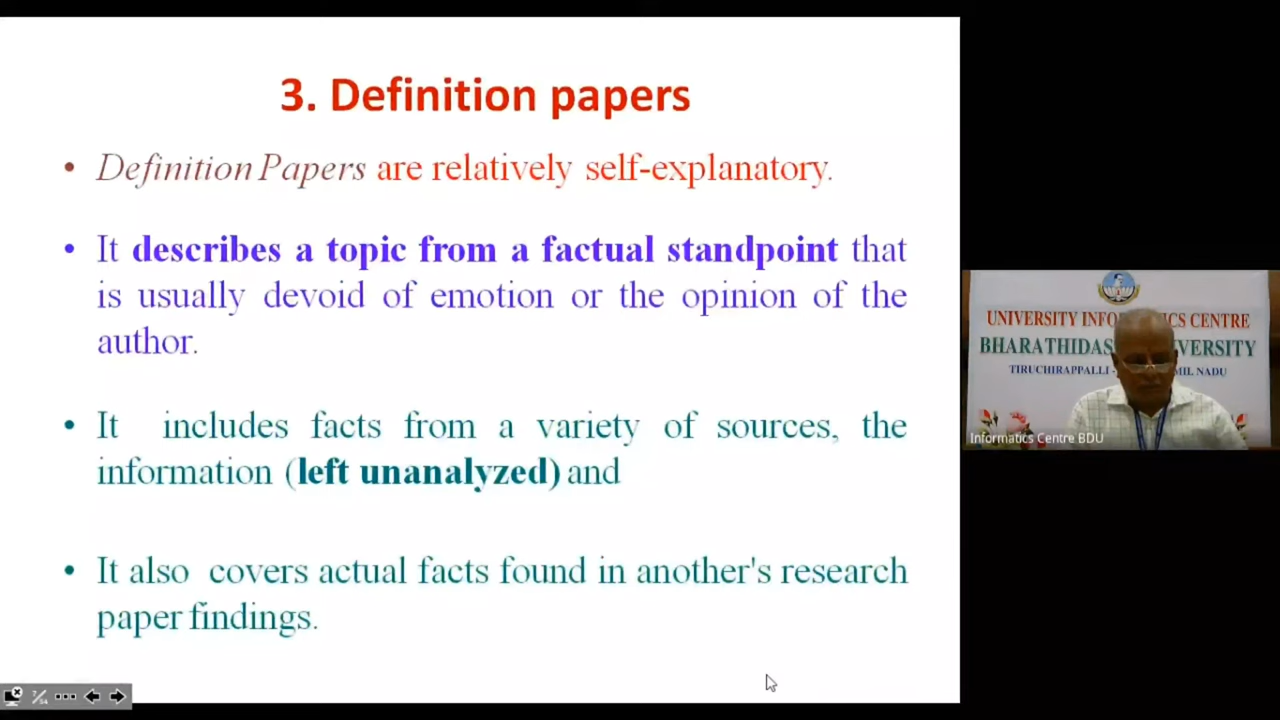 3. Definition papers
• Definition Papers are relatively self-explanatory.
• It describes a topic from a factual standpoint that
is usually devoid of emotion or the opinion of the
author.
• It includes facts from a variety of sources, the
information (left unanalyzed) and
• It also covers actual facts found in another's research
paper findings.
UNIVERSITY INFO CS CENTRE
BHARATHIDAS VERSITY
TIRUCHIRAPPALLI - MIL NADU
Informatics Centre BDU